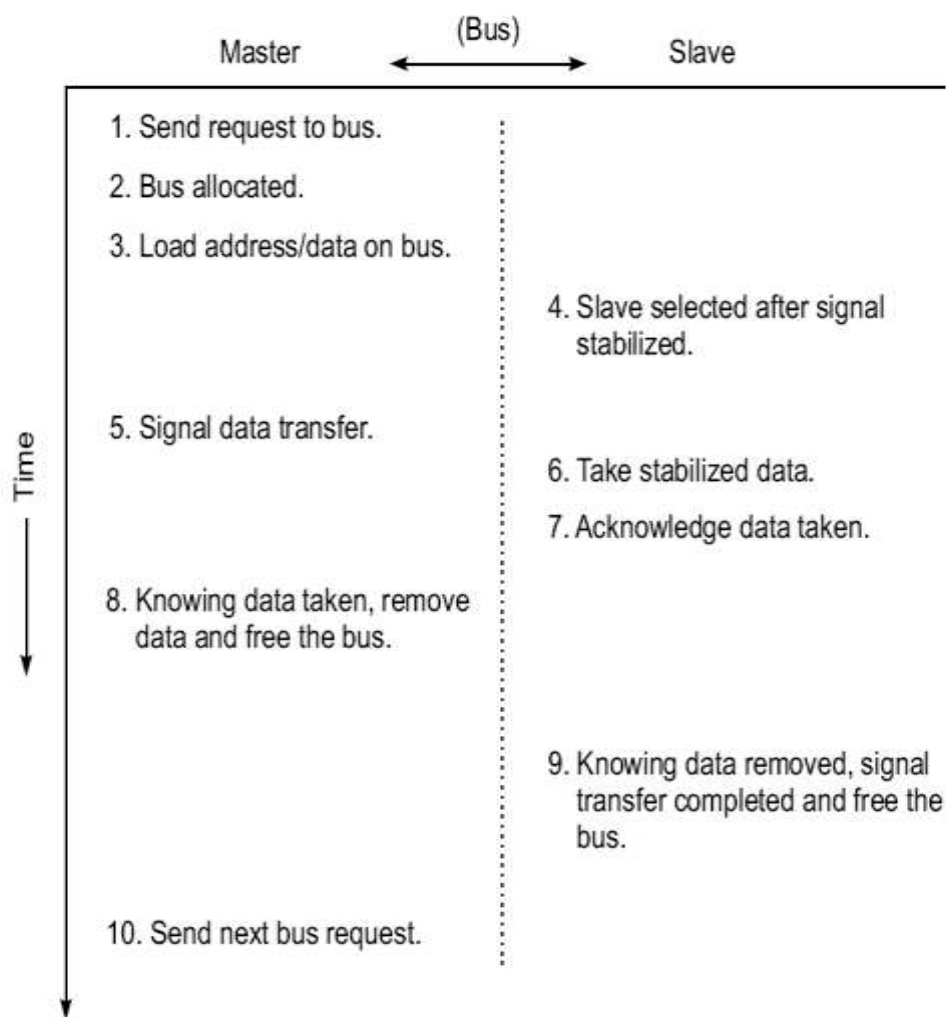 (Bus)
Master
Slave
1. Send request to bus.
2. Bus allocated.
3. Load address/data on bus.
4. Slave selected after signal
stabilized.
5. Signal data transfer.
Time
6. Take stabilized data.
7. Acknowledge data taken.
8. Knowing data taken, remove
data and free the bus.
9. Knowing data removed, signal
transfer completed and free the
bus.
10. Send next bus request.